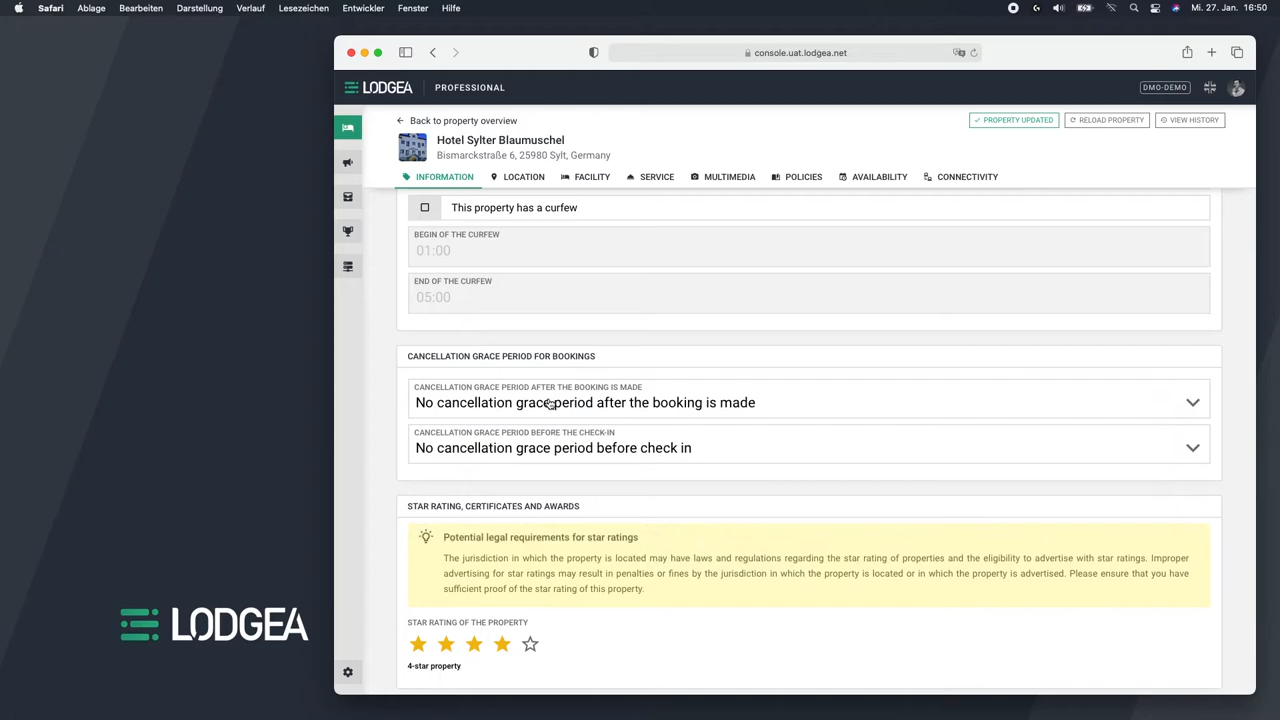 Safari Ablage Bearbeiten Darstellung Verlauf Lesezeichen Entwickler Fenster Hilfe Mi. 27. Jan. 16:50
console.uat.lodgea.net
LODGEA PROFESSIONAL DMO-DEMO
Back to property overview
PROPERTY UPDATED RELOAD PROPERTY VIEW HISTORY
Hotel Sylter Blaumuschel
Bismarckstraße 6, 25980 Sylt, Germany
INFORMATION LOCATION FACILITY SERVICE MULTIMEDIA POLICIES AVAILABILITY CONNECTIVITY
This property has a curfew
BEGIN OF THE CURFEW
01:00
END OF THE CURFEW
05:00
CANCELLATION GRACE PERIOD FOR BOOKINGS
CANCELLATION GRACE PERIOD AFTER THE BOOKING IS MADE
No cancellation grace period after the booking is made
CANCELLATION GRACE PERIOD BEFORE THE CHECK-IN
No cancellation grace period before check in
STAR RATING, CERTIFICATES AND AWARDS
Potential legal requirements for star ratings
The jurisdiction in which the property is located may have laws and regulations regarding the star rating of properties and the eligibility to advertise with star ratings. Improper
advertising for star ratings may result in penalties or fines by the jurisdiction in which the property is located or in which the property is advertised. Please ensure that you have
sufficient proof of the star rating of this property.
STAR RATING OF THE PROPERTY
4-star property
LODGEA